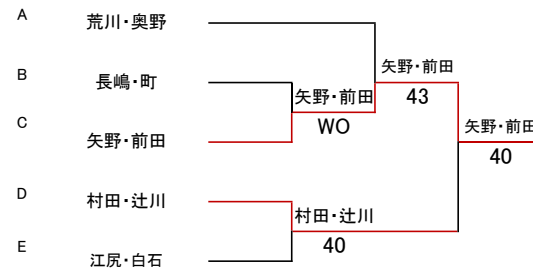 A 荒川・奥野
矢野・前田
43
B 長嶋・町
矢野・前田
WO
C 矢野・前田
矢野・前田
40
D 村田・辻川
村田・辻川
40
E 江尻・白石